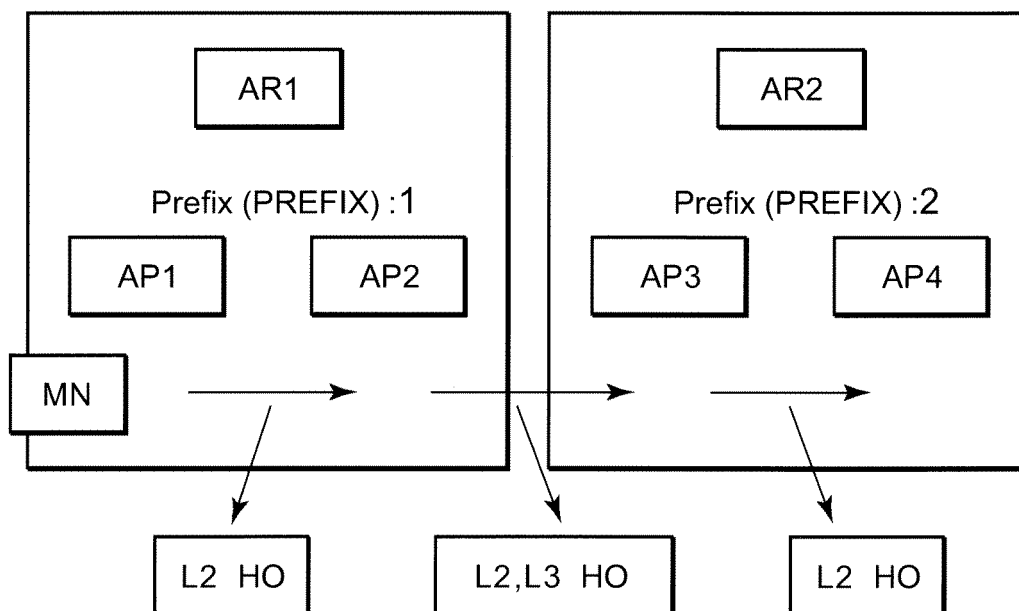 AR1
AR2
Prefix (PREFIX) :1
Prefix (PREFIX) :2
AP1
AP2
AP3
AP4
MN
L2 HO
L2,L3 HO
L2 HO